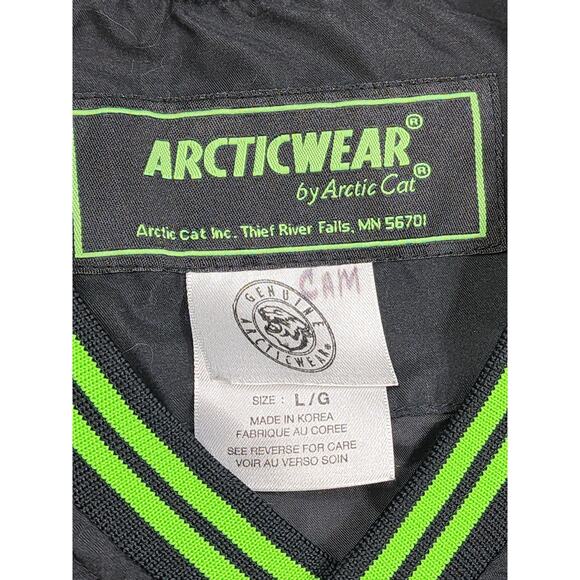 ARCTICWEAR®
by Arctic Cat®
Arctic Cat Inc. Thief River Falls, MN 56701
CAM
GENUINE
ARCTICWEAR®
SIZE : L/G
MADE IN KOREA
FABRIQUE AU COREE
SEE REVERSE FOR CARE
VOIR AU VERSO SOIN